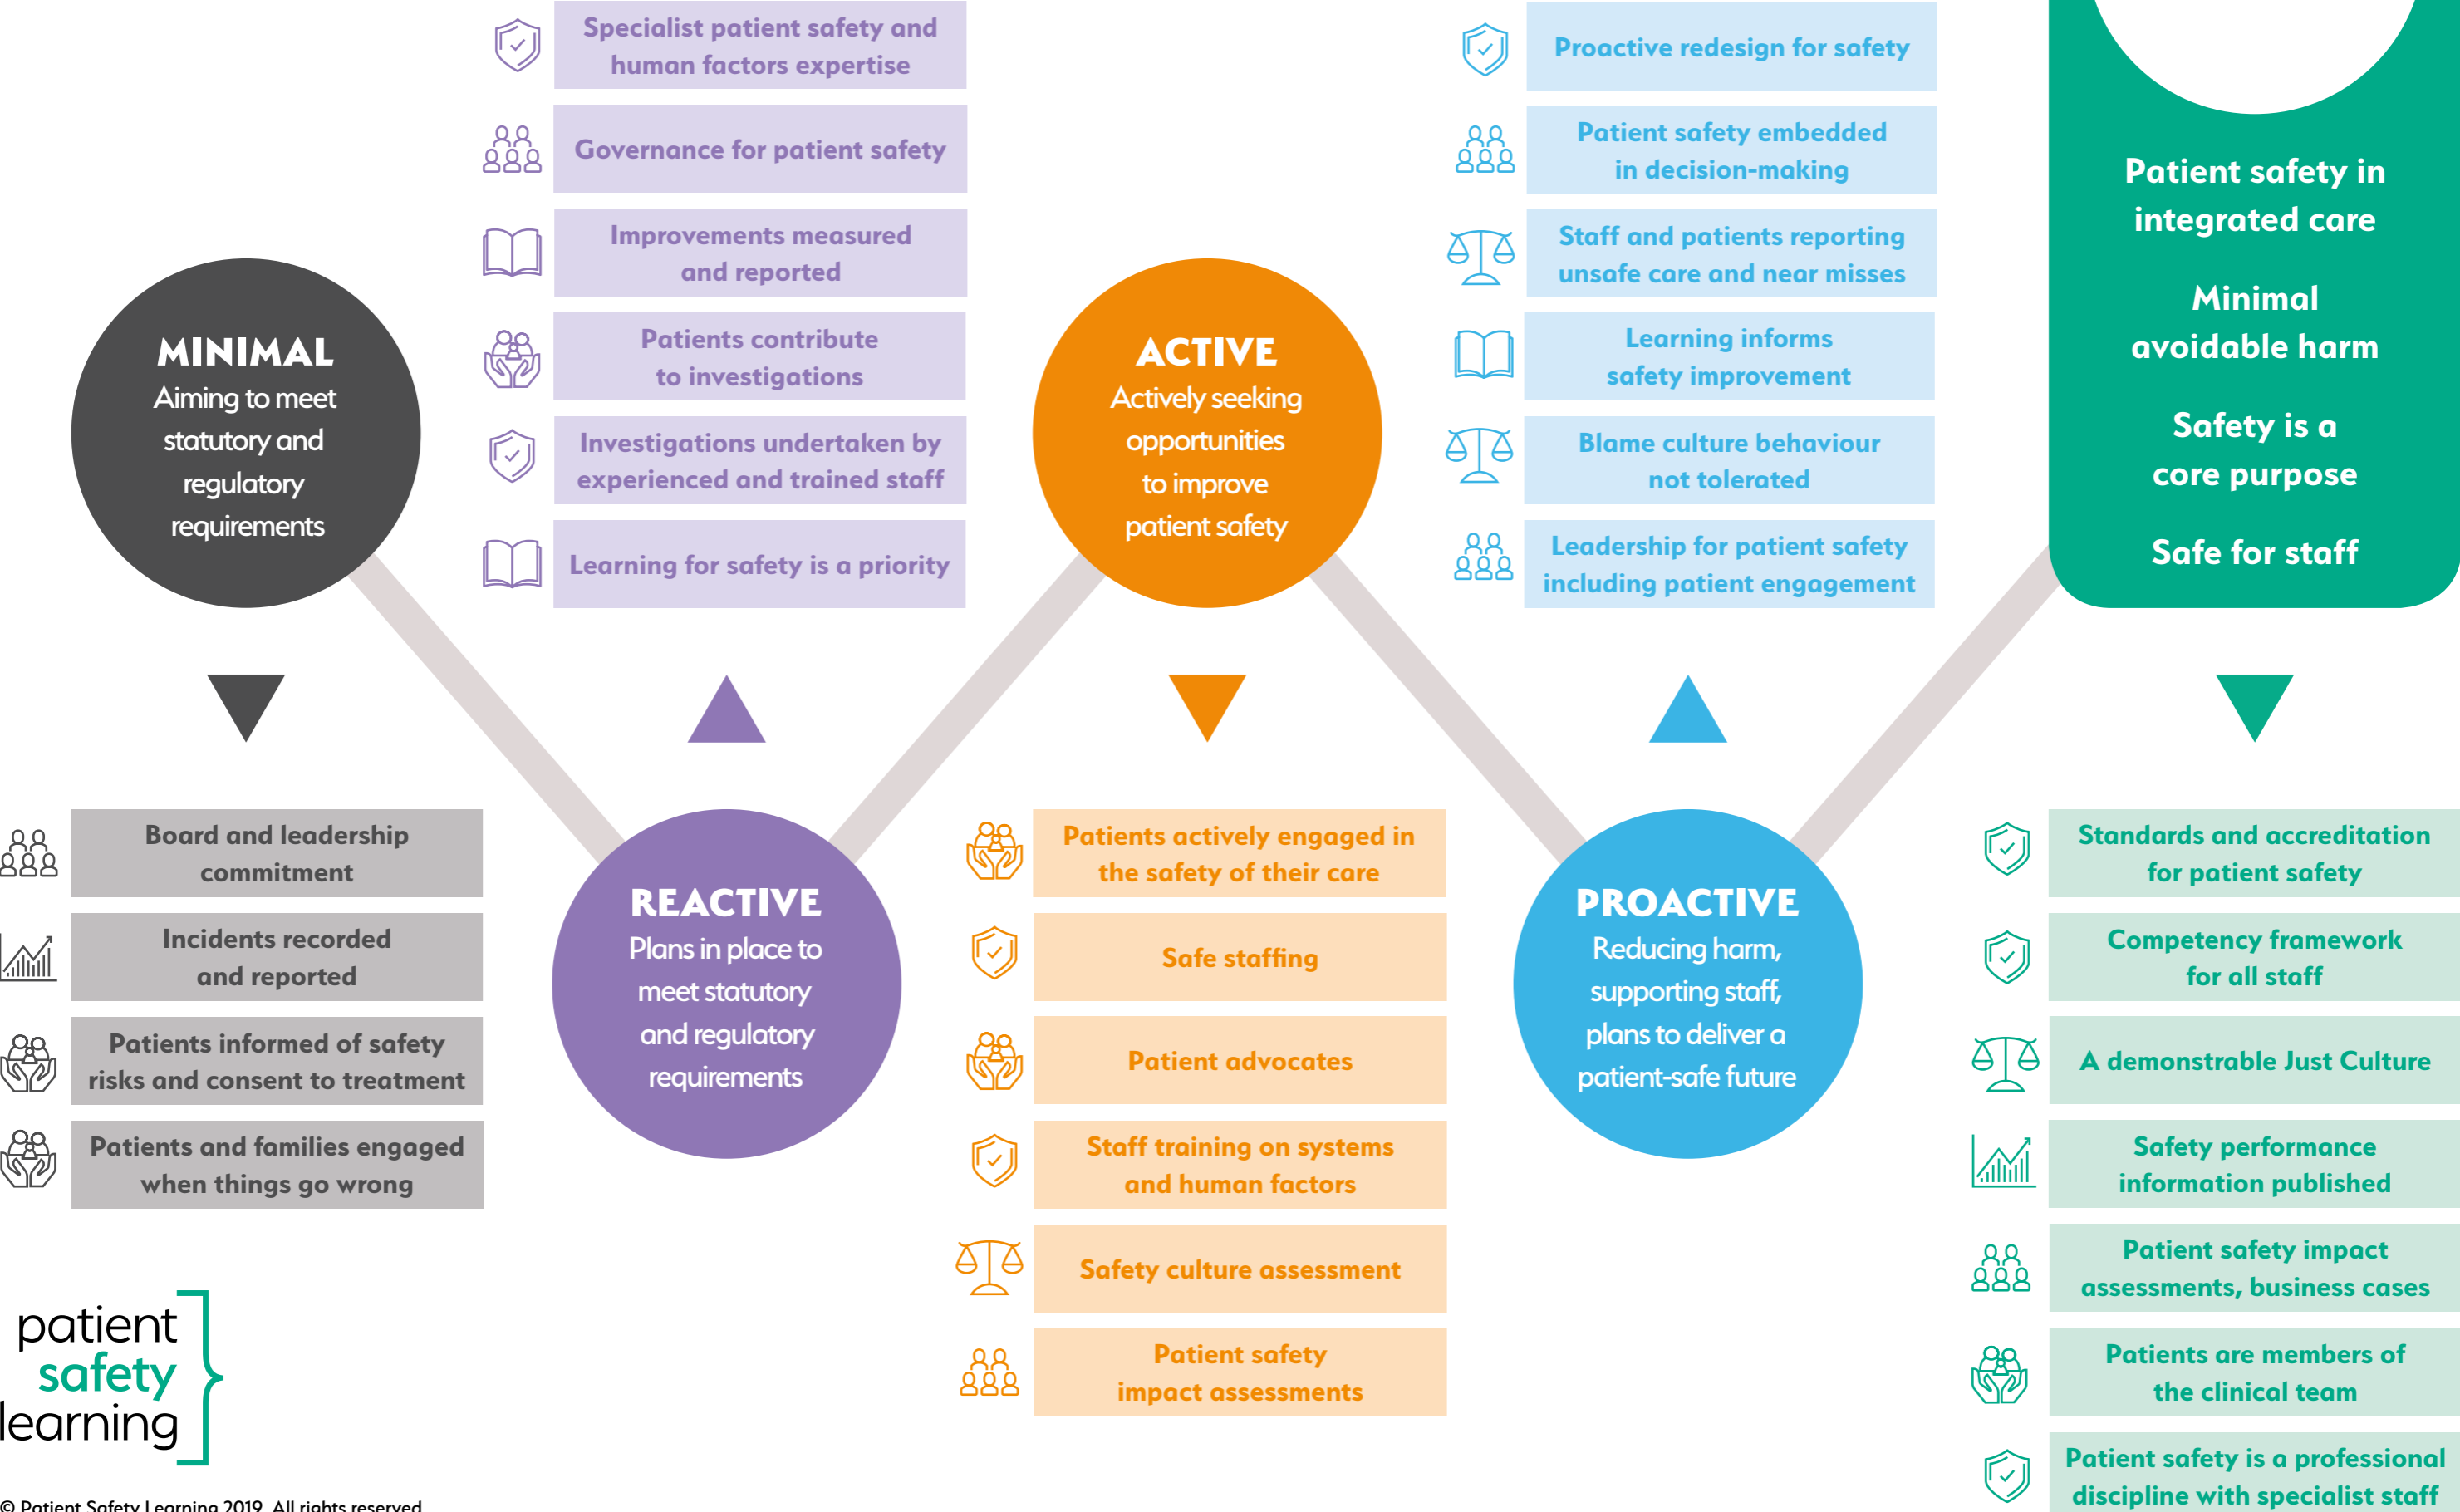 Specialist patient safety and
human factors expertise
Governance for patient safety
Improvements measured
and reported
Patients contribute
to investigations
Investigations undertaken by
experienced and trained staff
Learning for safety is a priority
Proactive redesign for safety
Patient safety embedded
in decision-making
Staff and patients reporting
unsafe care and near misses
Learning informs
safety improvement
Blame culture behaviour
not tolerated
Leadership for patient safety
including patient engagement
Patient safety in
integrated care
Minimal
avoidable harm
Safety is a
core purpose
Safe for staff
MINIMAL
Aiming to meet
statutory and
regulatory
requirements
ACTIVE
Actively seeking
opportunities
to improve
patient safety
Board and leadership
commitment
Incidents recorded
and reported
Patients informed of safety
risks and consent to treatment
Patients and families engaged
when things go wrong
REACTIVE
Plans in place to
meet statutory
and regulatory
requirements
Patients actively engaged in
the safety of their care
Safe staffing
Patient advocates
Staff training on systems
and human factors
Safety culture assessment
Patient safety
impact assessments
PROACTIVE
Reducing harm,
supporting staff,
plans to deliver a
patient-safe future
Standards and accreditation
for patient safety
Competency framework
for all staff
A demonstrable Just Culture
Safety performance
information published
Patient safety impact
assessments, business cases
Patients are members of
the clinical team
Patient safety is a professional
discipline with specialist staff
patient
safety
learning
© Patient Safety Learning 2019. All rights reserved